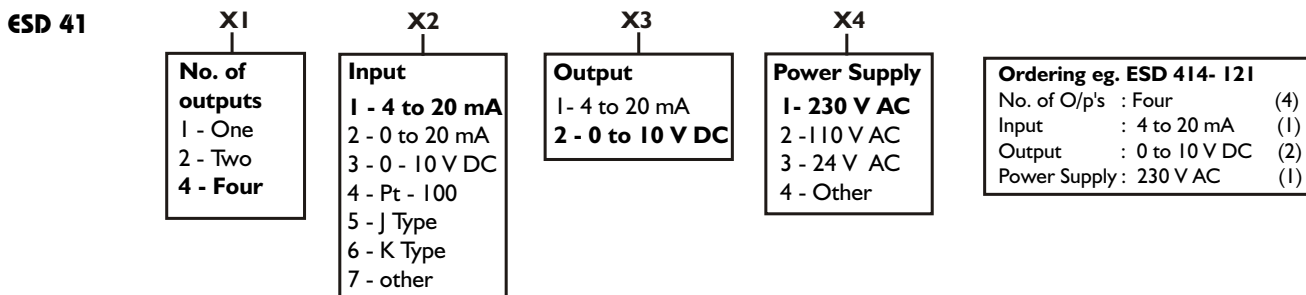 ESD 41
X1
X2
X3
X4
No. of
outputs
1 - One
2 - Two
4 - Four
Input
1 - 4 to 20 mA
2 - 0 to 20 mA
3 - 0 - 10 V DC
4 - Pt - 100
5 - J Type
6 - K Type
7 - other
Output
1- 4 to 20 mA
2 - 0 to 10 V DC
Power Supply
1- 230 V AC
2 -110 V AC
3 - 24 V AC
4 - Other
Ordering eg. ESD 414- 121
No. of O/p's : Four (4)
Input : 4 to 20 mA (1)
Output : 0 to 10 V DC (2)
Power Supply : 230 V AC (1)